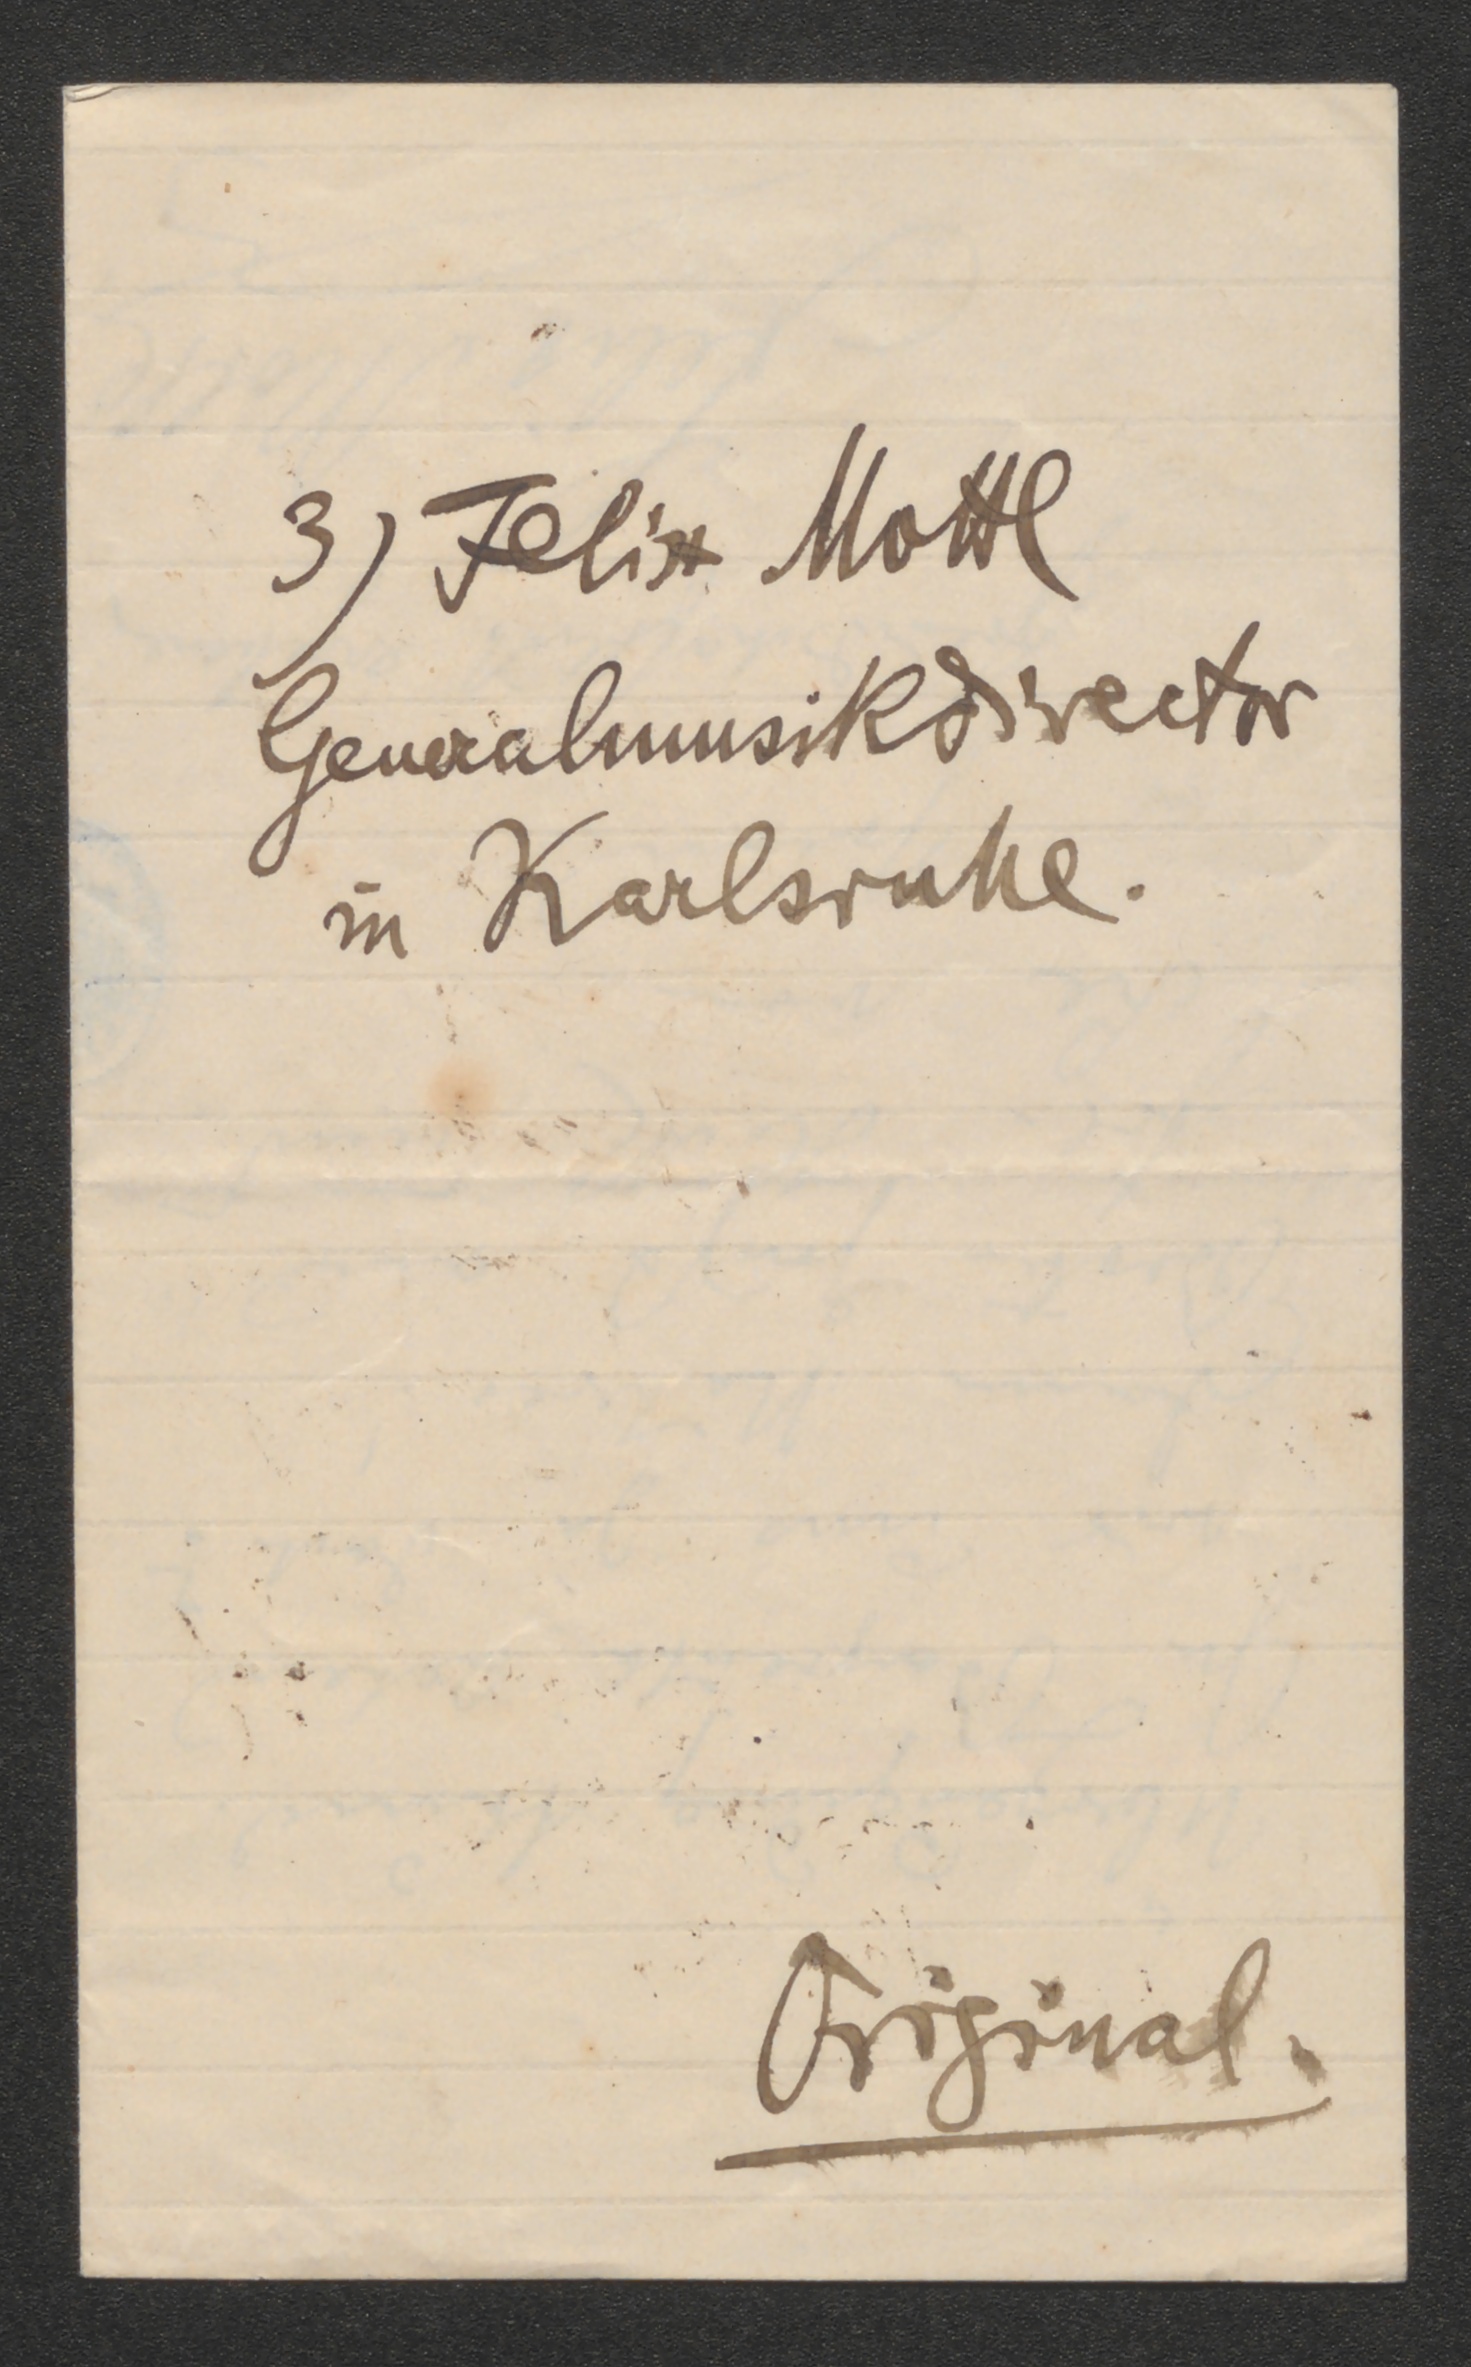 3) Felix Mottl
Generalmusikdirector
in Karlsruhe.
Original.